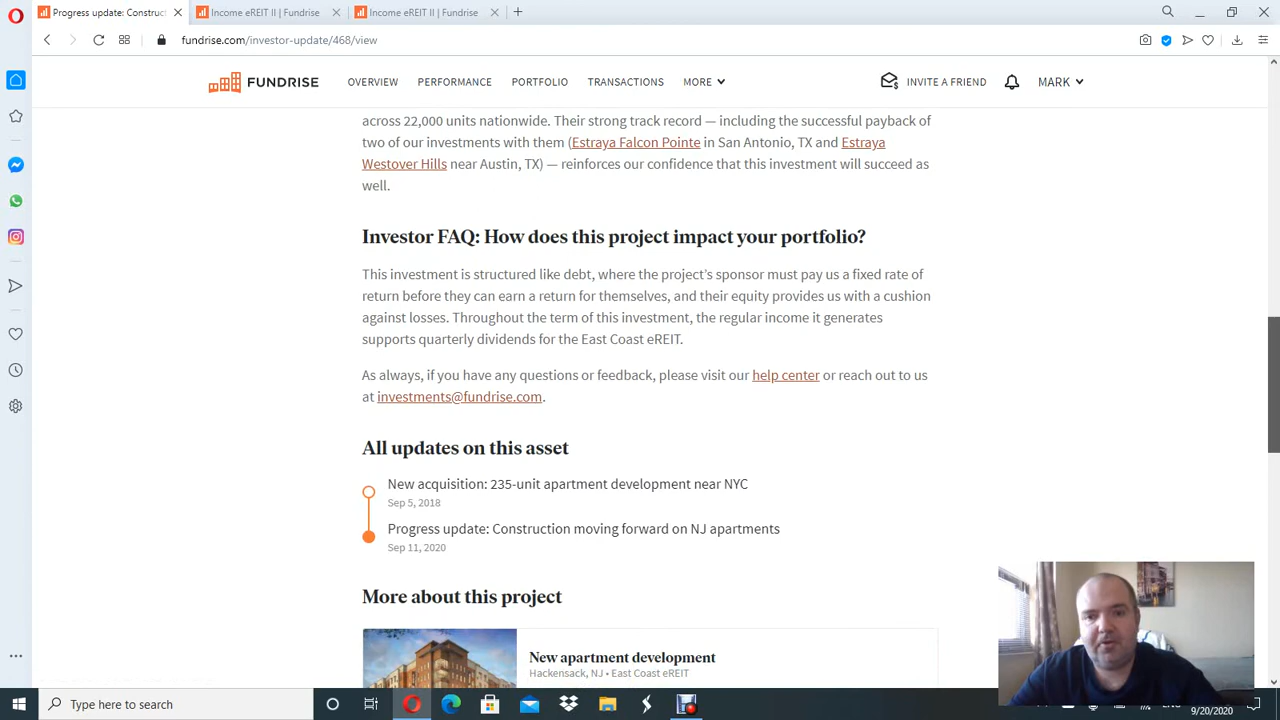 Progress update: Construct
Income eREIT II | Fundrise
Income eREIT II | Fundrise
fundrise.com/investor-update/468/view
FUNDRISE
OVERVIEW
PERFORMANCE
PORTFOLIO
TRANSACTIONS
MORE
INVITE A FRIEND
MARK
across 22,000 units nationwide. Their strong track record — including the successful payback of
two of our investments with them (Estraya Falcon Pointe in San Antonio, TX and Estraya
Westover Hills near Austin, TX) — reinforces our confidence that this investment will succeed as
well.
Investor FAQ: How does this project impact your portfolio?
This investment is structured like debt, where the project's sponsor must pay us a fixed rate of
return before they can earn a return for themselves, and their equity provides us with a cushion
against losses. Throughout the term of this investment, the regular income it generates
supports quarterly dividends for the East Coast eREIT.
As always, if you have any questions or feedback, please visit our help center or reach out to us
at investments@fundrise.com.
All updates on this asset
New acquisition: 235-unit apartment development near NYC
Sep 5, 2018
Progress update: Construction moving forward on NJ apartments
Sep 11, 2020
More about this project
New apartment development
Hackensack, NJ • East Coast eREIT
Type here to search
9/20/2020